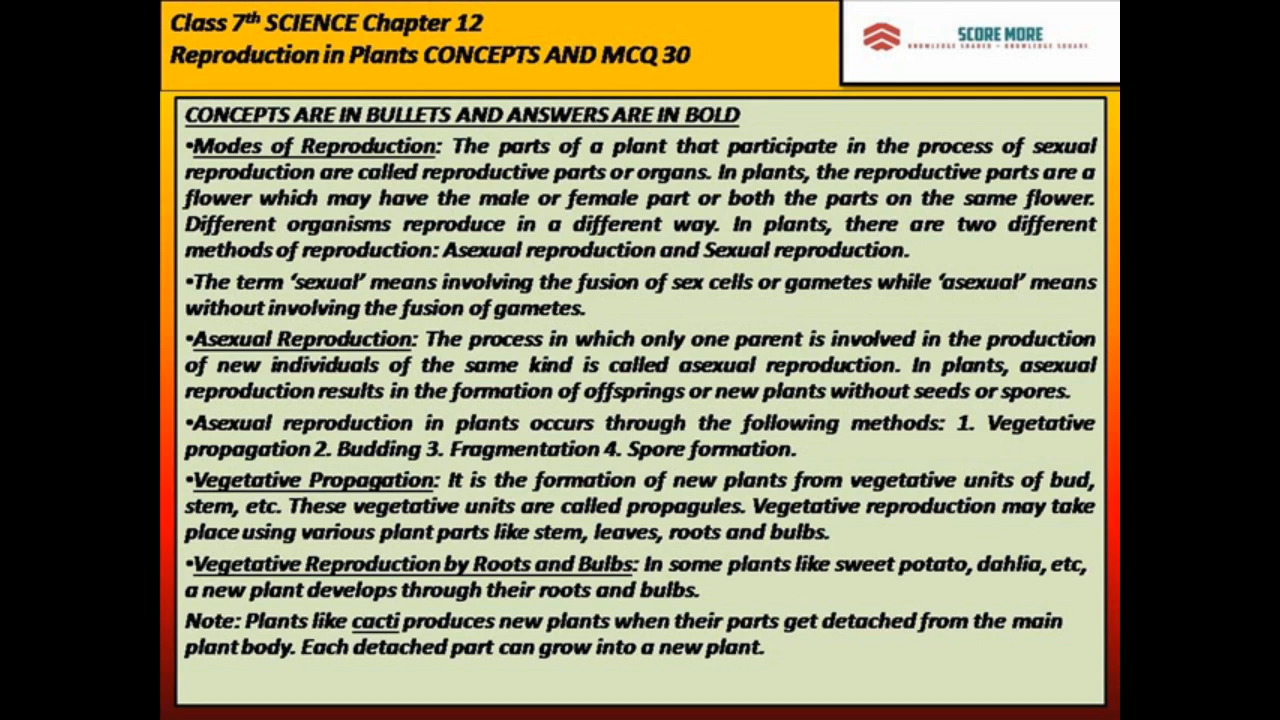 Class 7th SCIENCE Chapter 12
Reproduction in Plants CONCEPTS AND MCQ 30
SCORE MORE
KNOWLEDGE SHARED - KNOWLEDGE SQUARE
CONCEPTS ARE IN BULLETS AND ANSWERS ARE IN BOLD
•Modes of Reproduction: The parts of a plant that participate in the process of sexual
reproduction are called reproductive parts or organs. In plants, the reproductive parts are a
flower which may have the male or female part or both the parts on the same flower.
Different organisms reproduce in a different way. In plants, there are two different
methods of reproduction: Asexual reproduction and Sexual reproduction.
•The term ‘sexual’ means involving the fusion of sex cells or gametes while ‘asexual’ means
without involving the fusion of gametes.
•Asexual Reproduction: The process in which only one parent is involved in the production
of new individuals of the same kind is called asexual reproduction. In plants, asexual
reproduction results in the formation of offsprings or new plants without seeds or spores.
•Asexual reproduction in plants occurs through the following methods: 1. Vegetative
propagation 2. Budding 3. Fragmentation 4. Spore formation.
•Vegetative Propagation: It is the formation of new plants from vegetative units of bud,
stem, etc. These vegetative units are called propagules. Vegetative reproduction may take
place using various plant parts like stem, leaves, roots and bulbs.
•Vegetative Reproduction by Roots and Bulbs: In some plants like sweet potato, dahlia, etc,
a new plant develops through their roots and bulbs.
Note: Plants like cacti produces new plants when their parts get detached from the main
plant body. Each detached part can grow into a new plant.